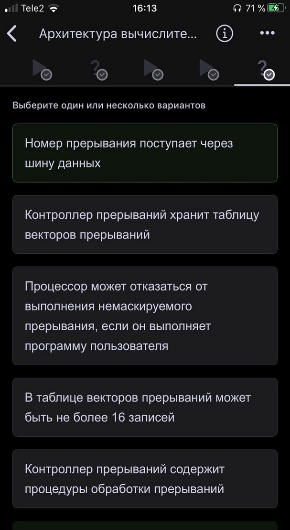 Tele2
16:13
71 %
Архитектура вычислите...
Выберите один или несколько вариантов
Номер прерывания поступает через
шину данных
Контроллер прерываний хранит таблицу
векторов прерываний
Процессор может отказаться от
выполнения немаскируемого
прерывания, если он выполняет
программу пользователя
В таблице векторов прерываний может
быть не более 16 записей
Контроллер прерываний содержит
процедуры обработки прерываний